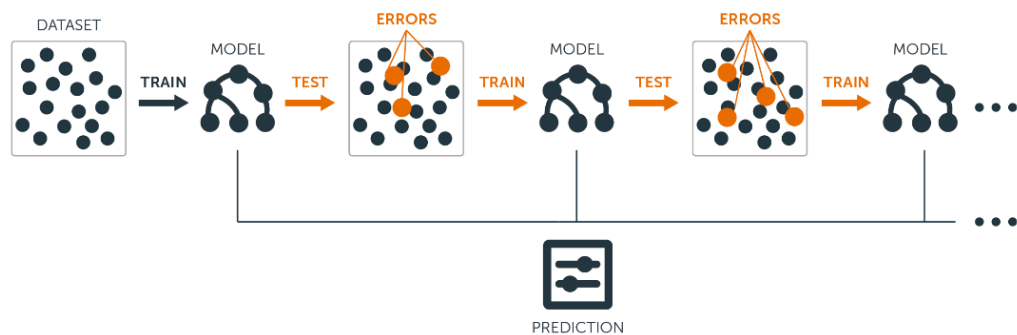 DATASET
MODEL
TRAIN
TEST
ERRORS
TRAIN
MODEL
TEST
ERRORS
TRAIN
MODEL
PREDICTION